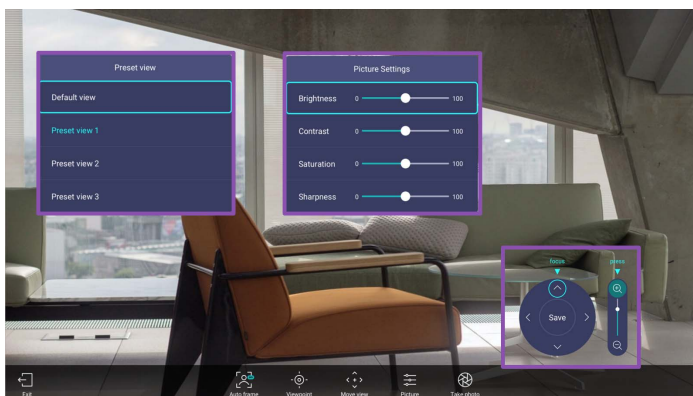 Preset view
Default view
Preset view 1
Preset view 2
Preset view 3
Picture Settings
Brightness 0 100
Contrast 0 100
Saturation 0 100
Sharpness 0 100
focus
press
Save
Exit
Auto frame
Viewpoint
Move view
Picture
Take photo